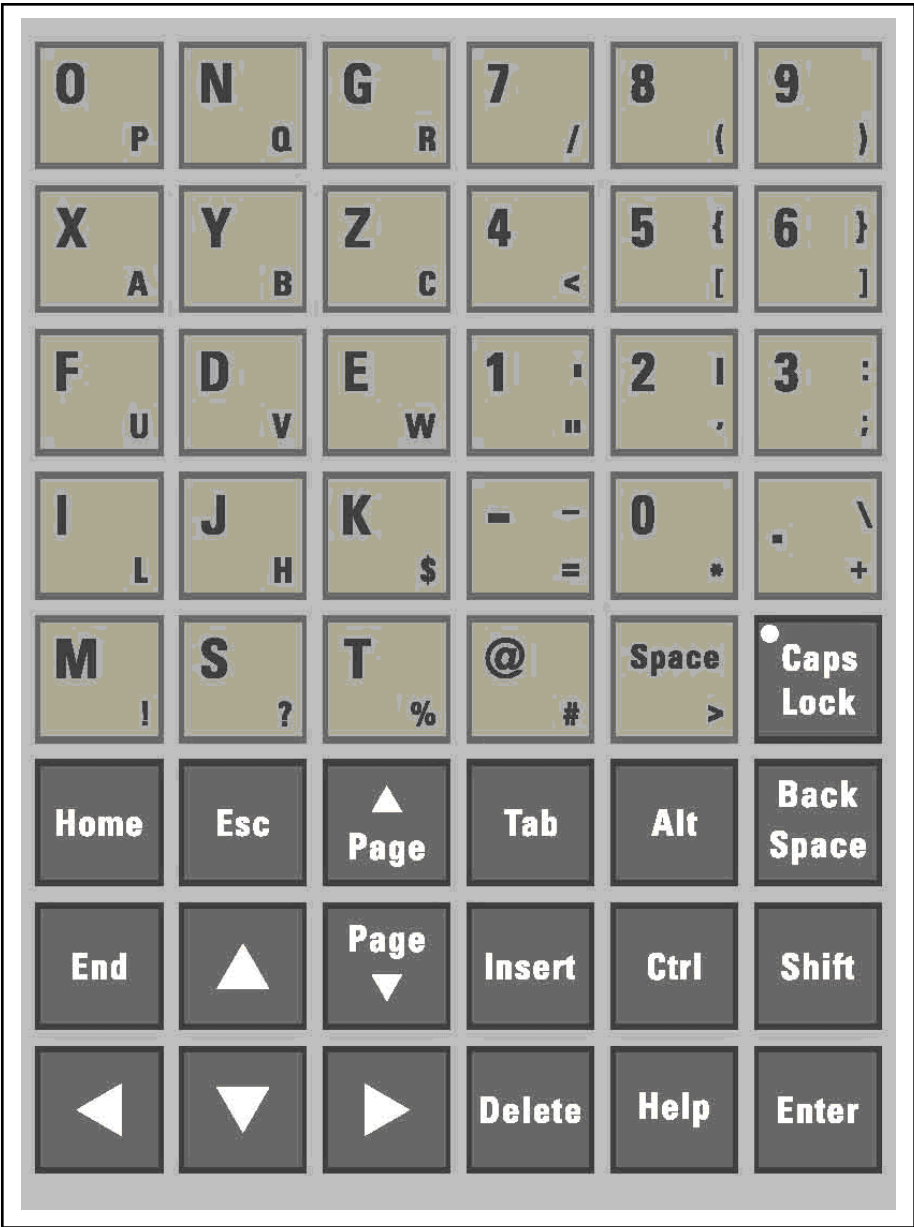 O N G 7 8 9
P Q R / ( )
X Y Z 4 5 { 6 }
A B C < [ ]
F D E 1 ' 2 | 3 :
U V W " , ;
I J K - _ 0 . \
L H $ = * +
M S T @ Space Caps Lock
! ? % # >
Home Esc ▲ Page Tab Alt Back Space
End ▲ Page ▼ Insert Ctrl Shift
◀ ▼ ▶ Delete Help Enter